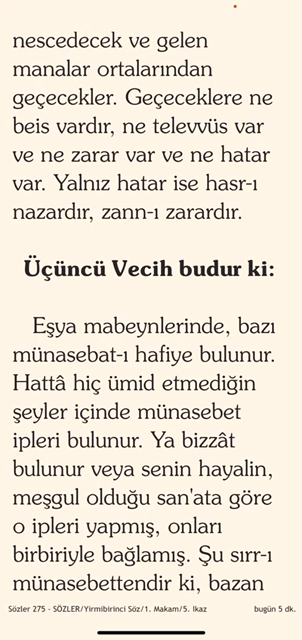 nescedecek ve gelen
manalar ortalarından
geçecekler. Geçeceklere ne
beis vardır, ne televvüs var
ve ne zarar var ve ne hatar
var. Yalnız hatar ise hasr-ı
nazardır, zann-ı zarardır.
Üçüncü Vecih budur ki:
Eşya mabeynlerinde, bazı
münasebat-ı hafiye bulunur.
Hattâ hiç ümid etmediğin
şeyler içinde münasebet
ipleri bulunur. Ya bizzât
bulunur veya senin hayalin,
meşgul olduğu san'ata göre
o ipleri yapmış, onları
birbiriyle bağlamış. Şu sırr-ı
münasebettendir ki, bazan
Sözler 275 - SÖZLER/Yirmibirinci Söz/1. Makam/5. Ikaz bugün 5 dk.